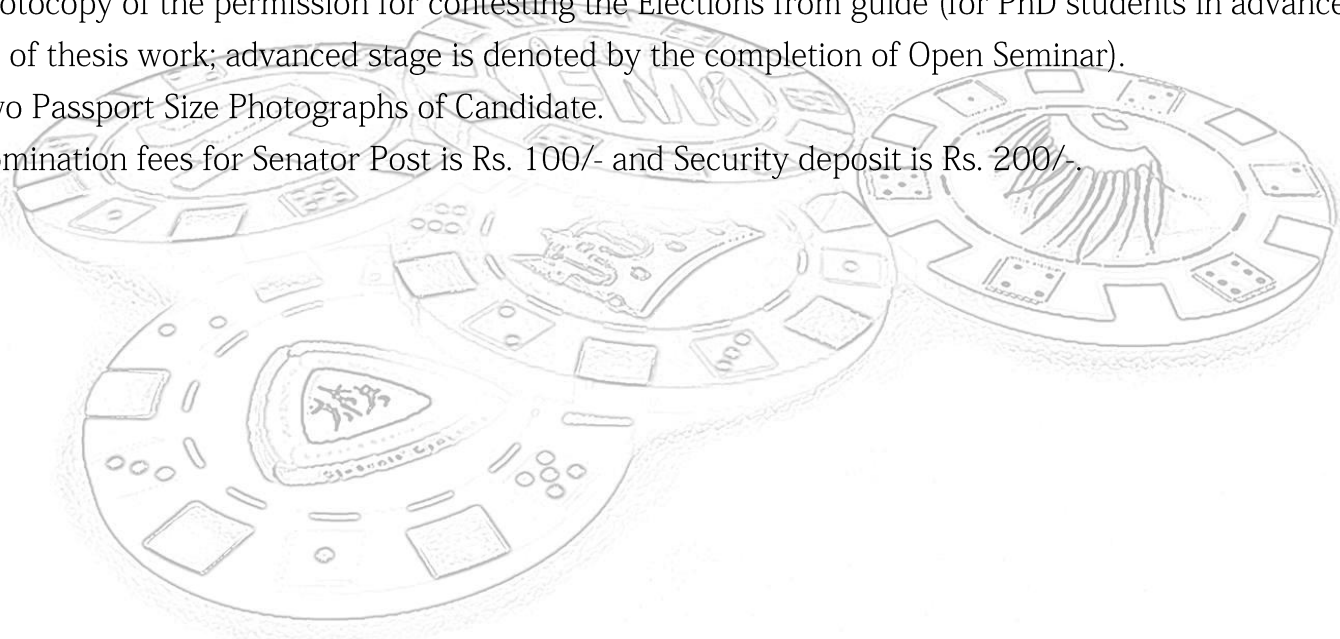 otocopy of the permission for contesting the Elections from guide (for PhD students in advance
of thesis work; advanced stage is denoted by the completion of Open Seminar).
wo Passport Size Photographs of Candidate.
omination fees for Senator Post is Rs. 100/- and Security deposit is Rs. 200/-.